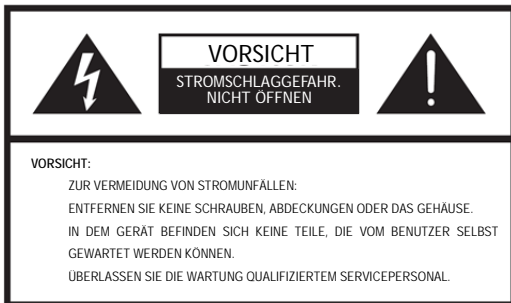 VORSICHT
STROMSCHLAGGEFAHR.
NICHT ÖFFNEN
VORSICHT:
ZUR VERMEIDUNG VON STROMUNFÄLLEN:
ENTFERNEN SIE KEINE SCHRAUBEN, ABDECKUNGEN ODER DAS GEHÄUSE.
IN DEM GERÄT BEFINDEN SICH KEINE TEILE, DIE VOM BENUTZER SELBST
GEWARTET WERDEN KÖNNEN.
ÜBERLASSEN SIE DIE WARTUNG QUALIFIZIERTEM SERVICEPERSONAL.